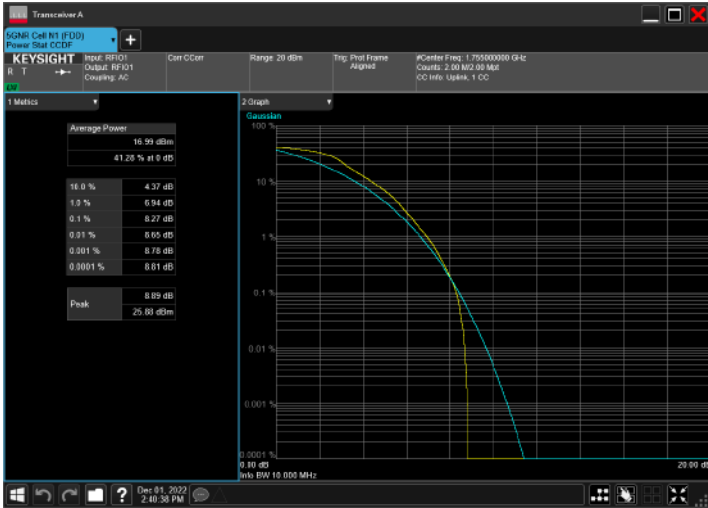 Transceiver A
5GNR Cell N1 (FDD)
Power Stat CCDF
KEYSIGHT
R T
Input: RFIO1
Output: RFIO1
Coupling: AC
Corr CCorr
Range: 20 dBm
Trig: Prot Frame
Aligned
#Center Freq: 1.755000000 GHz
Counts: 2.00 M/2.00 Mpt
CC Info: Uplink, 1 CC
1 Metrics
Average Power
16.99 dBm
41.28 % at 0 dB
10.0 % 4.37 dB
1.0 % 6.94 dB
0.1 % 8.27 dB
0.01 % 8.65 dB
0.001 % 8.78 dB
0.0001 % 8.81 dB
Peak
8.89 dB
25.88 dBm
2 Graph
Gaussian
100 %
10 %
1 %
0.1 %
0.01 %
0.001 %
0.0001 %
0.00 dB
20.00 dB
Info BW 10.000 MHz
?
Dec 01, 2022
2:40:38 PM